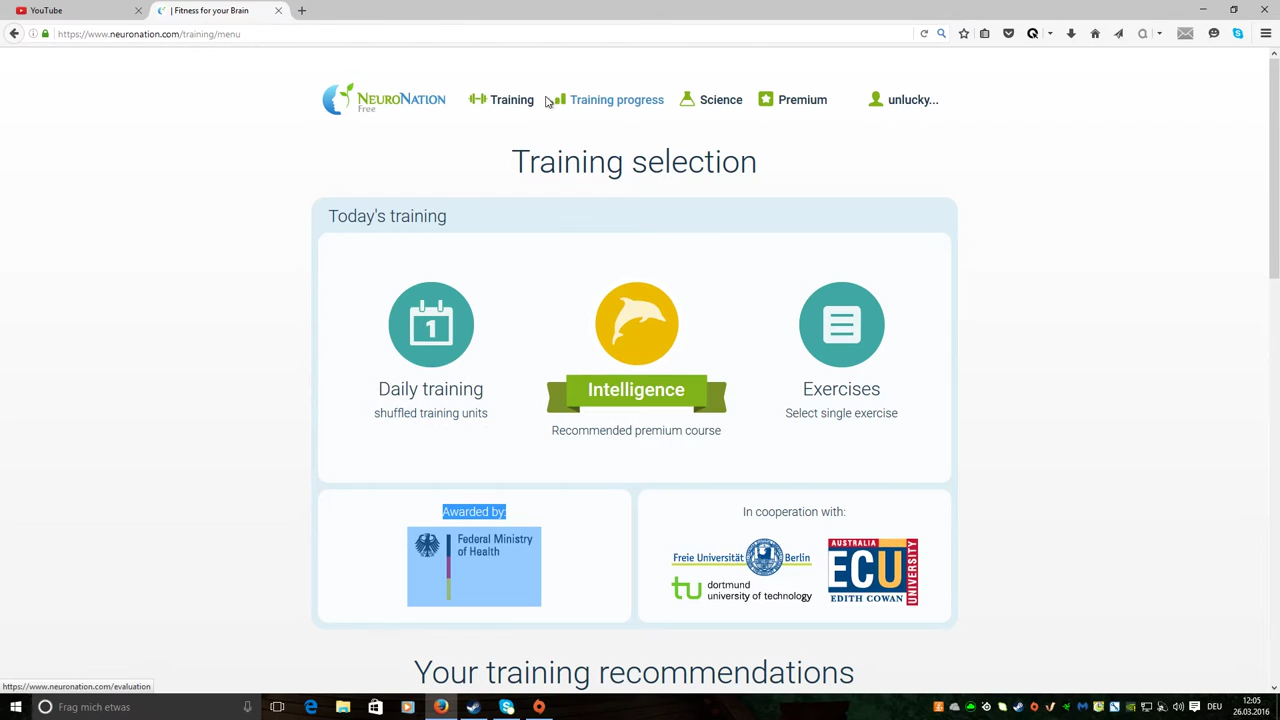 YouTube
| Fitness for your Brain
https://www.neuronation.com/training/menu
NEURONATION
Free
Training
Training progress
Science
Premium
unlucky...
Training selection
Today's training
1
Daily training
shuffled training units
Intelligence
Recommended premium course
Exercises
Select single exercise
Awarded by:
Federal Ministry
of Health
In cooperation with:
Freie Universität Berlin
tu dortmund
university of technology
AUSTRALIA
ECU
EDITH COWAN
UNIVERSITY
Your training recommendations
https://www.neuronation.com/evaluation
Frag mich etwas
DEU
12:05
26.03.2016